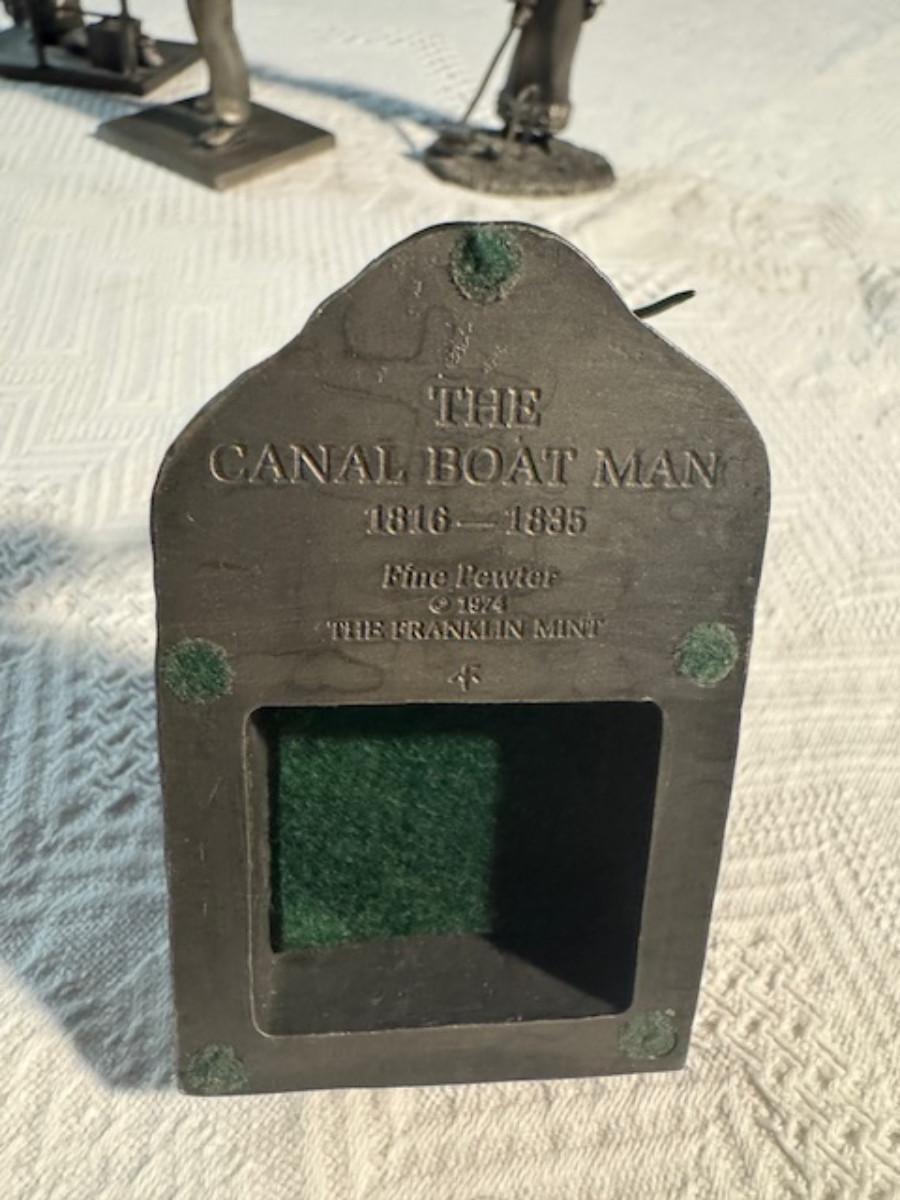 THE
CANAL BOAT MAN
1816 — 1835
Fine Pewter
© 1974
THE FRANKLIN MINT